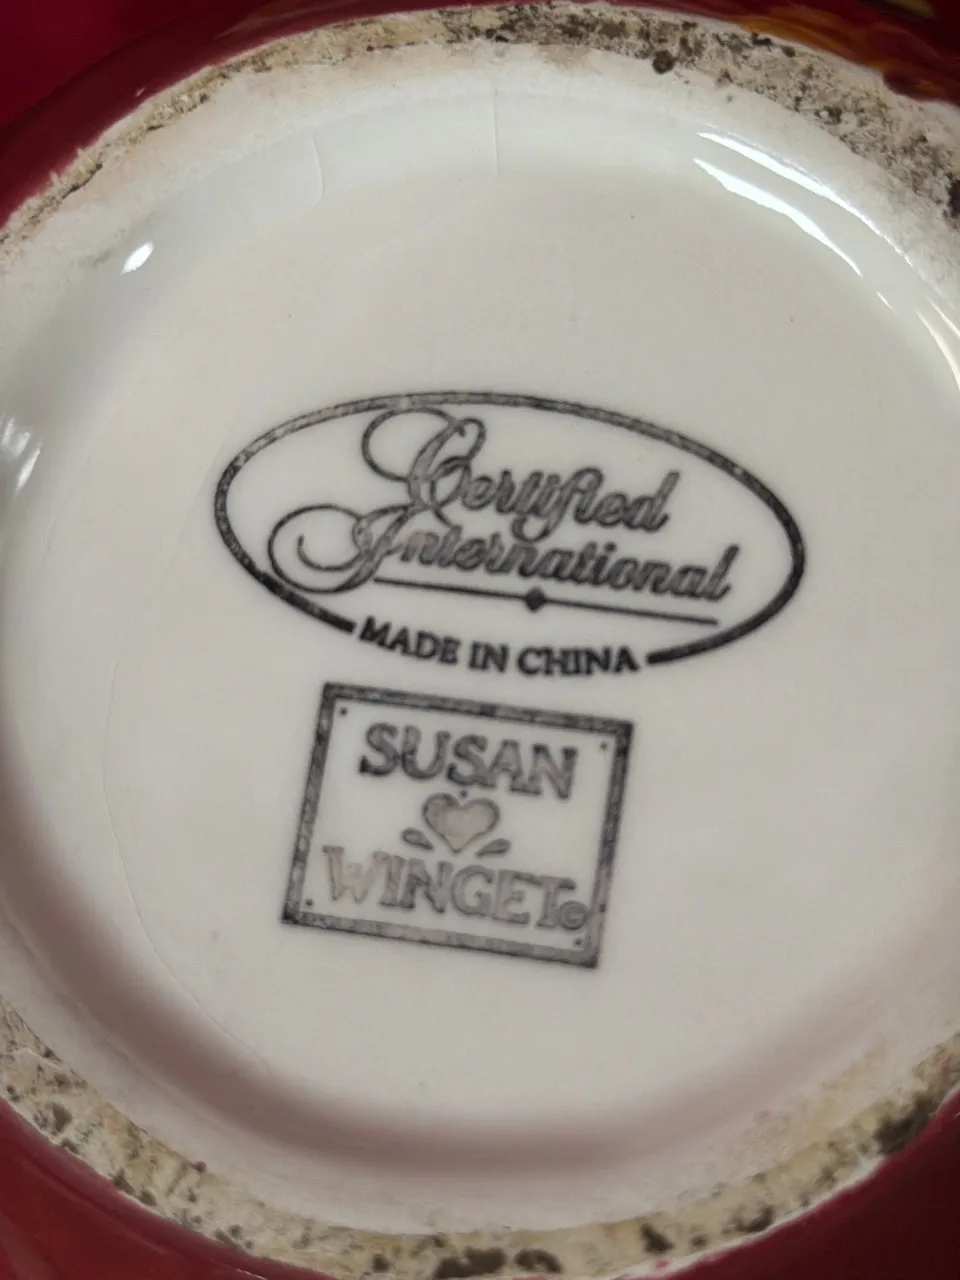 Certified
International
MADE IN CHINA
SUSAN
WINGET©